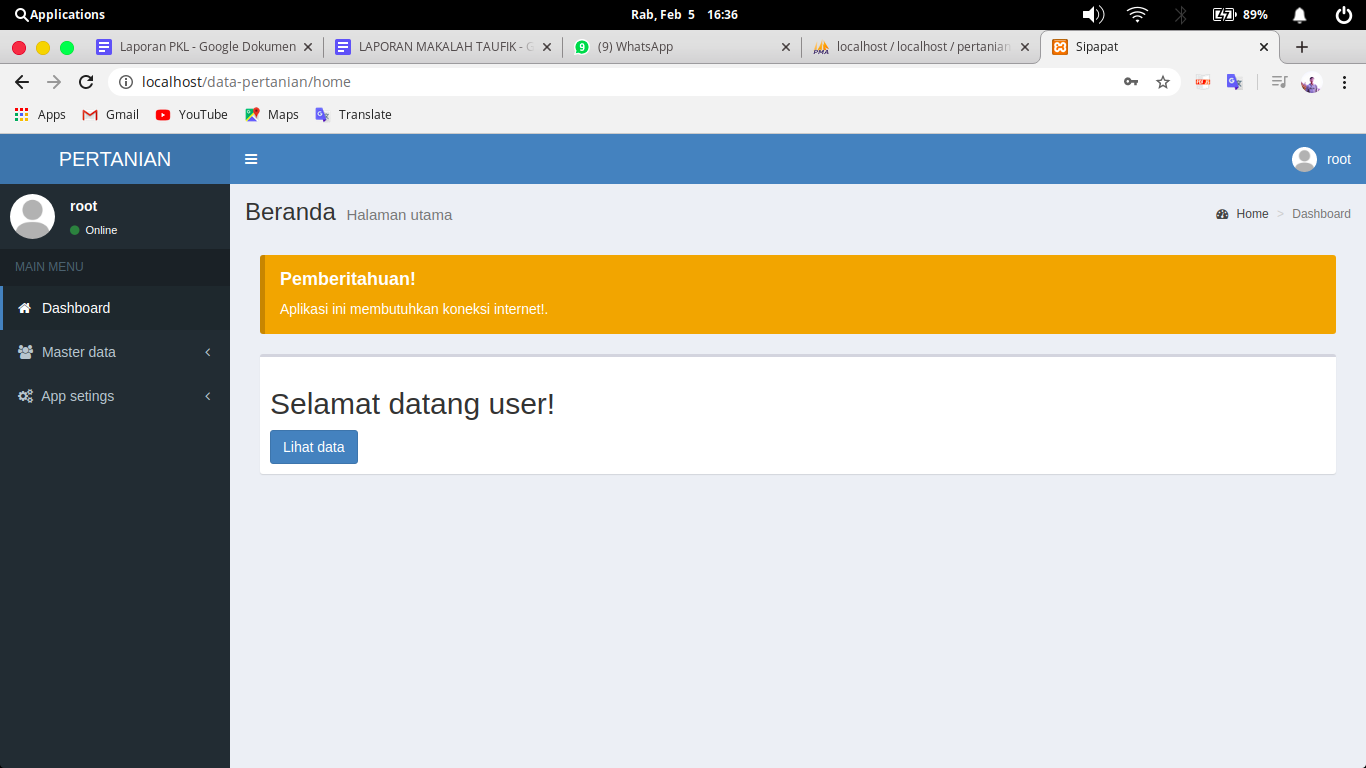 Applications
Rab, Feb 5 16:36
89%
Laporan PKL - Google Dokumen
LAPORAN MAKALAH TAUFIK - G
9
(9) WhatsApp
PMA
localhost / localhost / pertanian
Sipapat
localhost/data-pertanian/home
Apps
Gmail
YouTube
Maps
Translate
PERTANIAN
root
root
Online
MAIN MENU
Dashboard
Master data
App setings
Beranda Halaman utama
Home > Dashboard
Pemberitahuan!
Aplikasi ini membutuhkan koneksi internet!.
Selamat datang user!
Lihat data